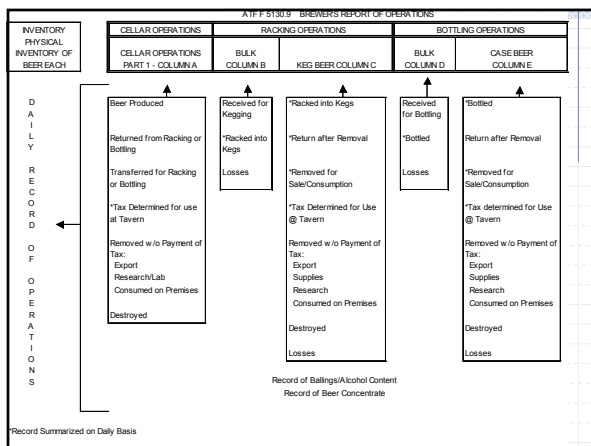 ATF F 5130.9 BREWER'S REPORT OF OPERATIONS
INVENTORY
PHYSICAL
INVENTORY OF
BEER EACH
CELLAR OPERATIONS
RACKING OPERATIONS
BOTTLING OPERATIONS
CELLAR OPERATIONS
PART 1 - COLUMN A
BULK
COLUMN B
KEG BEER COLUMN C
BULK
COLUMN D
CASE BEER
COLUMN E
D
A
I
L
Y
R
E
C
O
R
D
O
F
O
P
E
R
A
T
I
O
N
S
Beer Produced
Returned from Racking or
Bottling
Transferred for Racking
or Bottling
*Tax Determined for use
at Tavern
Removed w/o Payment of
Tax:
Export
Research/Lab
Consumed on Premises
Destroyed
Received for
Kegging
*Racked into
Kegs
Losses
*Racked into Kegs
*Return after Removal
*Removed for
Sale/Consumption
*Tax Determined for Use
@ Tavern
Removed w/o Payment of
Tax:
Export
Supplies
Research
Consumed on Premises
Destroyed
Losses
Received
for Bottling
*Bottled
Losses
*Bottled
Return after Removal
*Removed for
Sale/Consumption
*Tax Determined for Use
@ Tavern
Removed w/o Payment of
Tax:
Export
Supplies
Research
Consumed on Premises
Destroyed
Losses
Record of Ballings/Alcohol Content
Record of Beer Concentrate
*Record Summarized on Daily Basis